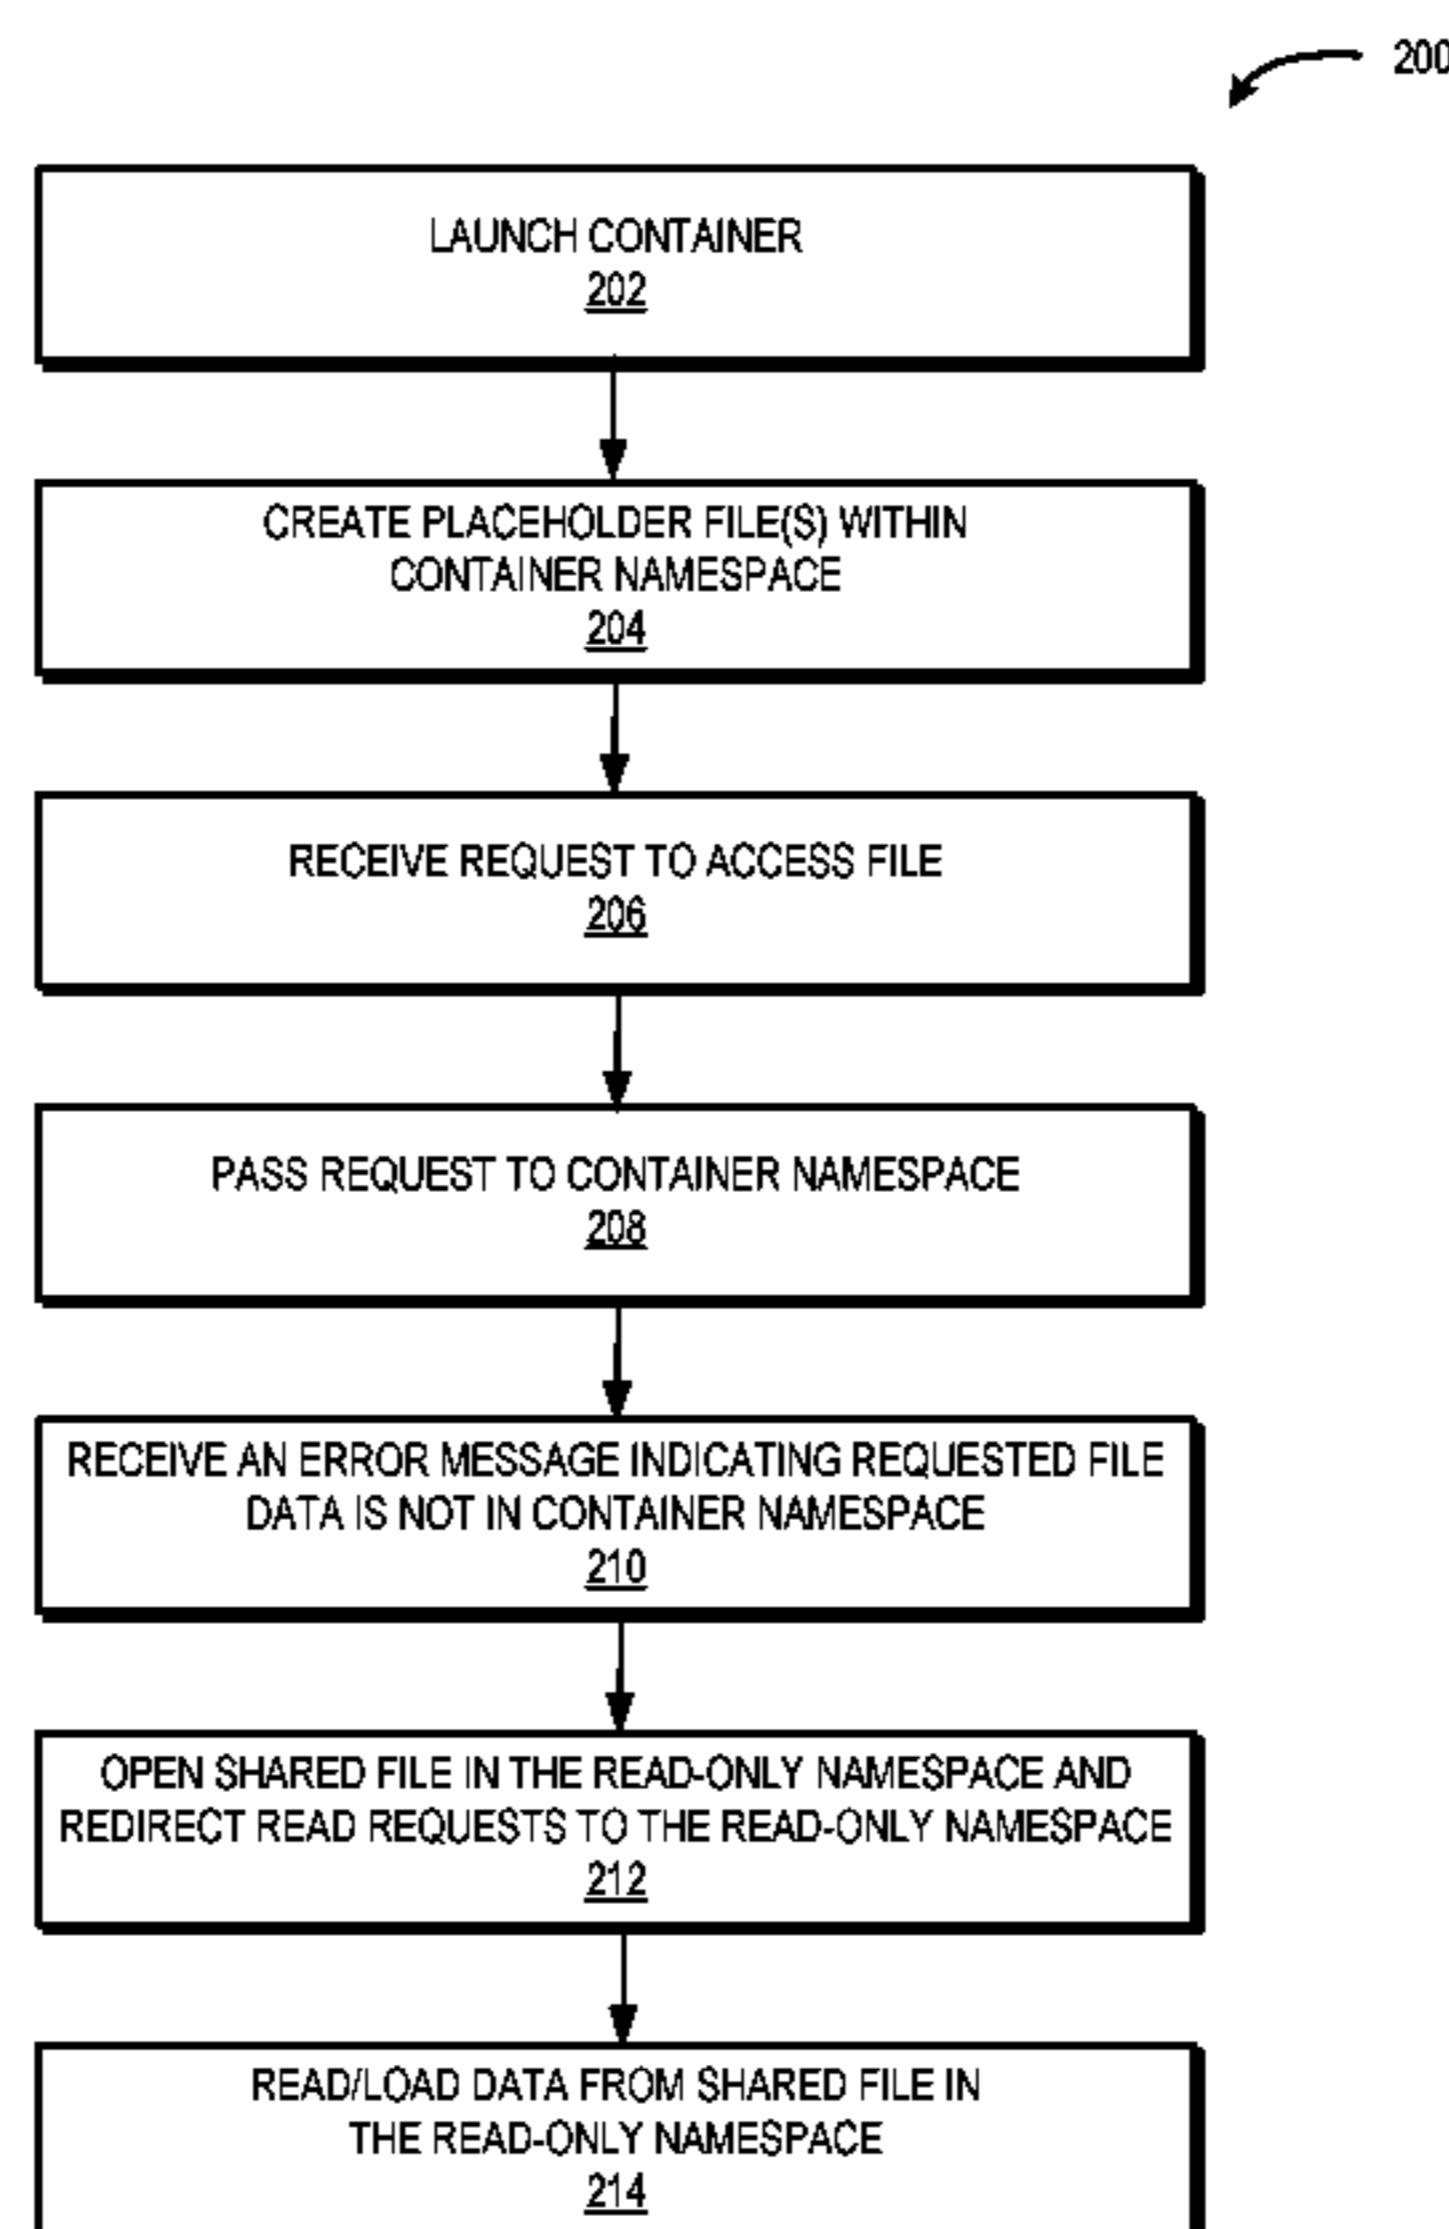 200
LAUNCH CONTAINER
202
CREATE PLACEHOLDER FILE(S) WITHIN
CONTAINER NAMESPACE
204
RECEIVE REQUEST TO ACCESS FILE
206
PASS REQUEST TO CONTAINER NAMESPACE
208
RECEIVE AN ERROR MESSAGE INDICATING REQUESTED FILE
DATA IS NOT IN CONTAINER NAMESPACE
210
OPEN SHARED FILE IN THE READ-ONLY NAMESPACE AND
REDIRECT READ REQUESTS TO THE READ-ONLY NAMESPACE
212
READ/LOAD DATA FROM SHARED FILE IN
THE READ-ONLY NAMESPACE
214